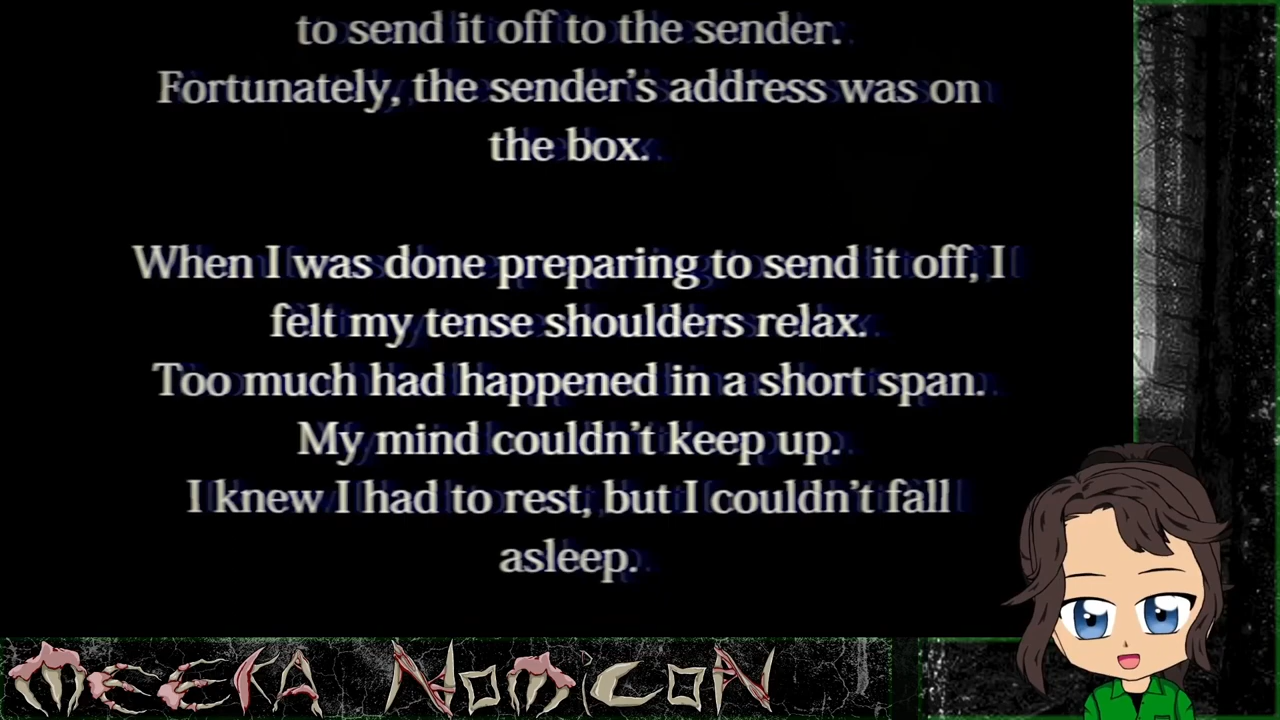 to send it off to the sender.
Fortunately, the sender’s address was on
the box.
When I was done preparing to send it off, I
felt my tense shoulders relax.
Too much had happened in a short span.
My mind couldn’t keep up.
I knew I had to rest, but I couldn’t fall
asleep.
MEEKA NOMICON